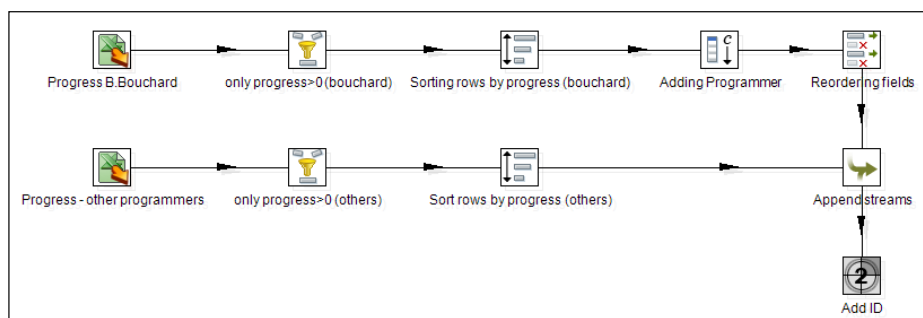 Progress B.Bouchard
only progress>0 (bouchard)
Sorting rows by progress (bouchard)
C
Adding Programmer
Reordering fields
Progress - other programmers
only progress>0 (others)
Sort rows by progress (others)
Append streams
2
Add ID